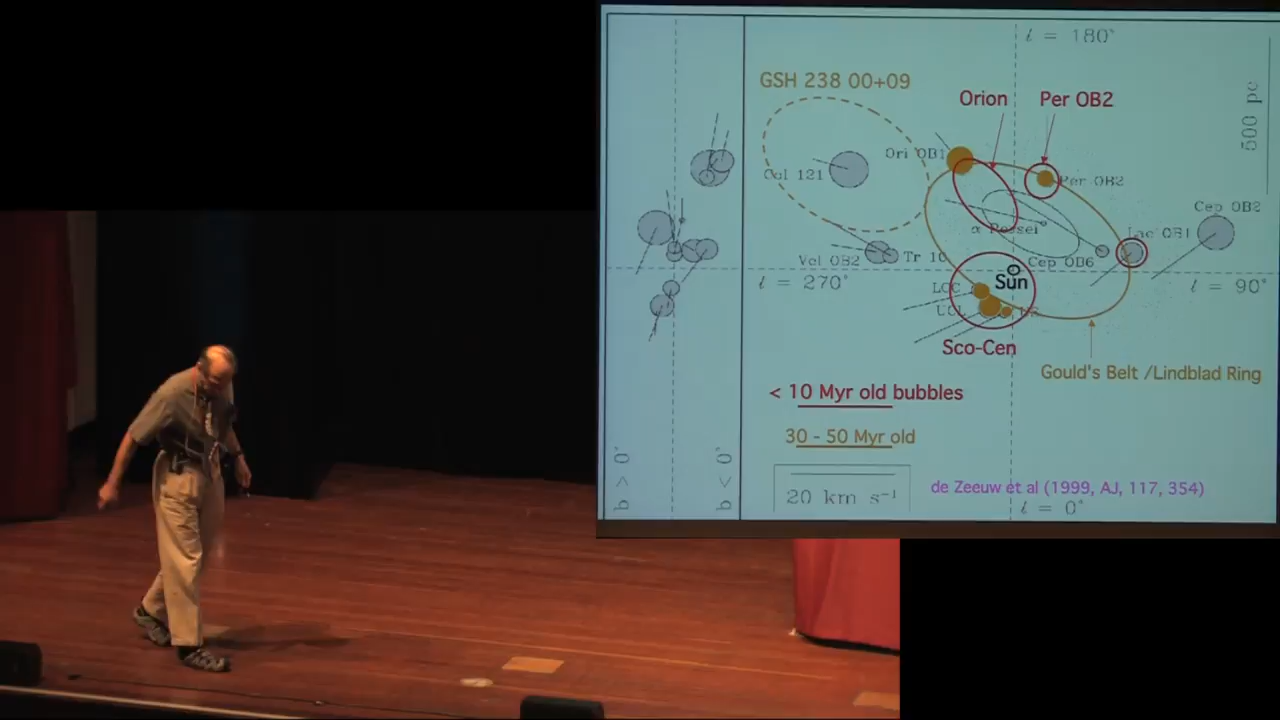 l = 180°
GSH 238 00+09
Orion
Per OB2
500 pc
Ori OB1
Col 121
Per OB2
Cep OB2
α Persei
Lac OB1
Vel OB2
Tr 10
Cep OB6
l = 270°
Sun
l = 90°
LCC
UCL
US
Sco-Cen
Gould's Belt /Lindblad Ring
< 10 Myr old bubbles
30 - 50 Myr old
b > 0°
b < 0°
20 km s⁻¹
de Zeeuw et al (1999, AJ, 117, 354)
l = 0°